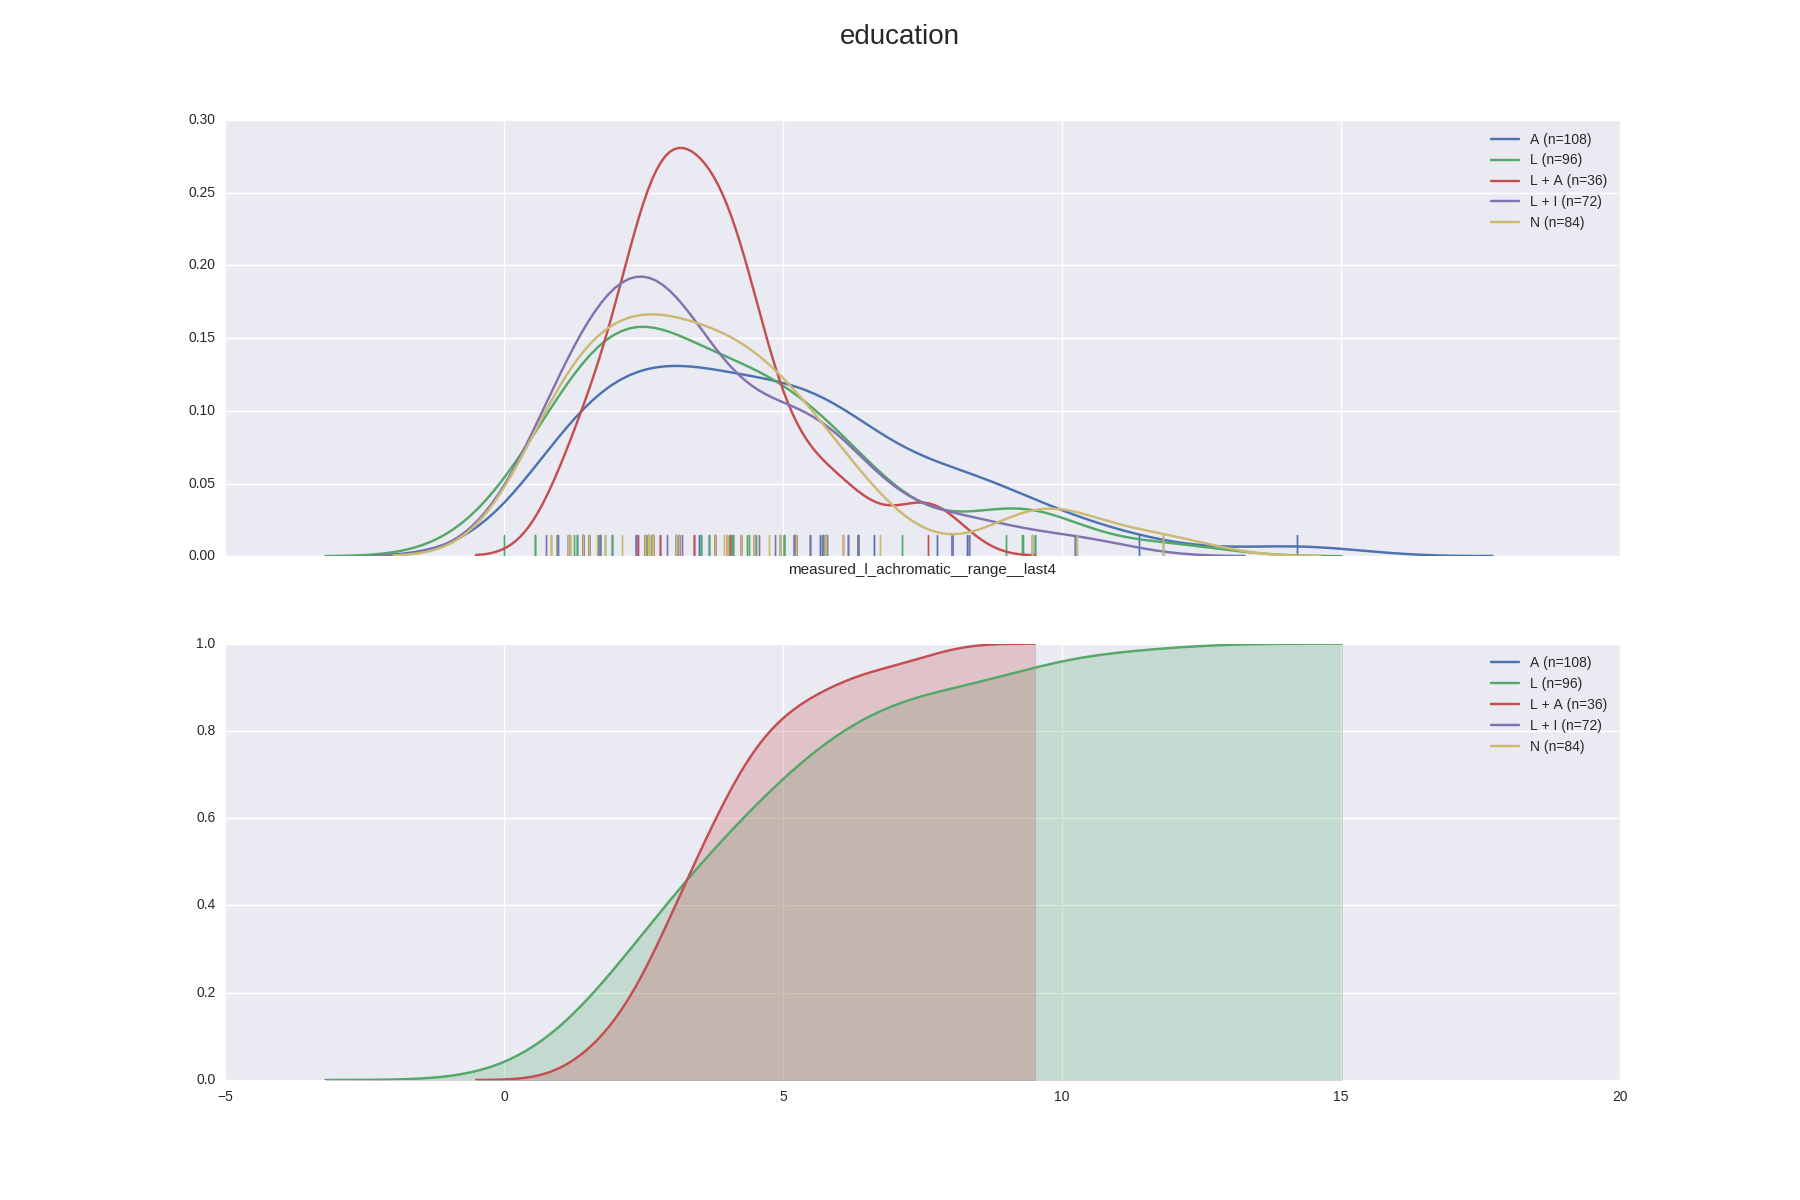 education
0.30
0.25
0.20
0.15
0.10
0.05
0.00
A (n=108)
L (n=96)
L + A (n=36)
L + I (n=72)
N (n=84)
measured_l_achromatic__range__last4
1.0
0.8
0.6
0.4
0.2
0.0
A (n=108)
L (n=96)
L + A (n=36)
L + I (n=72)
N (n=84)
−5 0 5 10 15 20